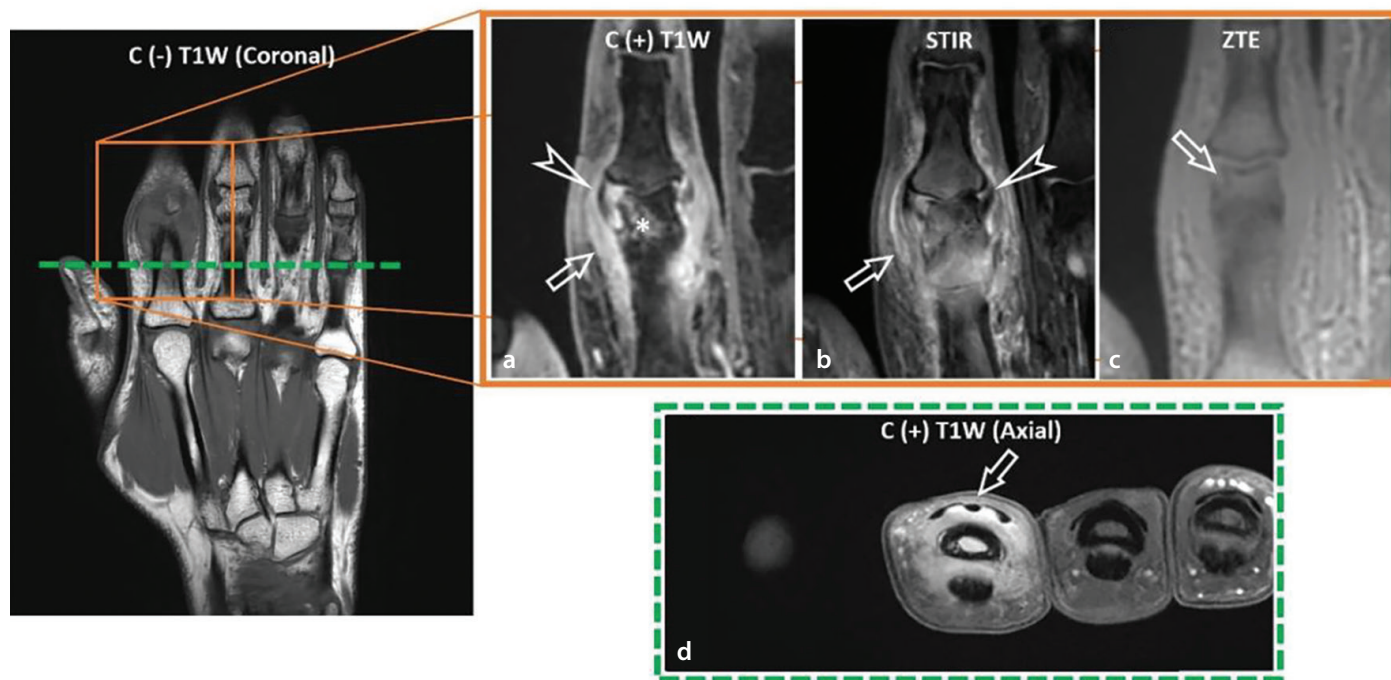 C (-) T1W (Coronal)
C (+) T1W
STIR
ZTE
*
a
b
c
C (+) T1W (Axial)
d